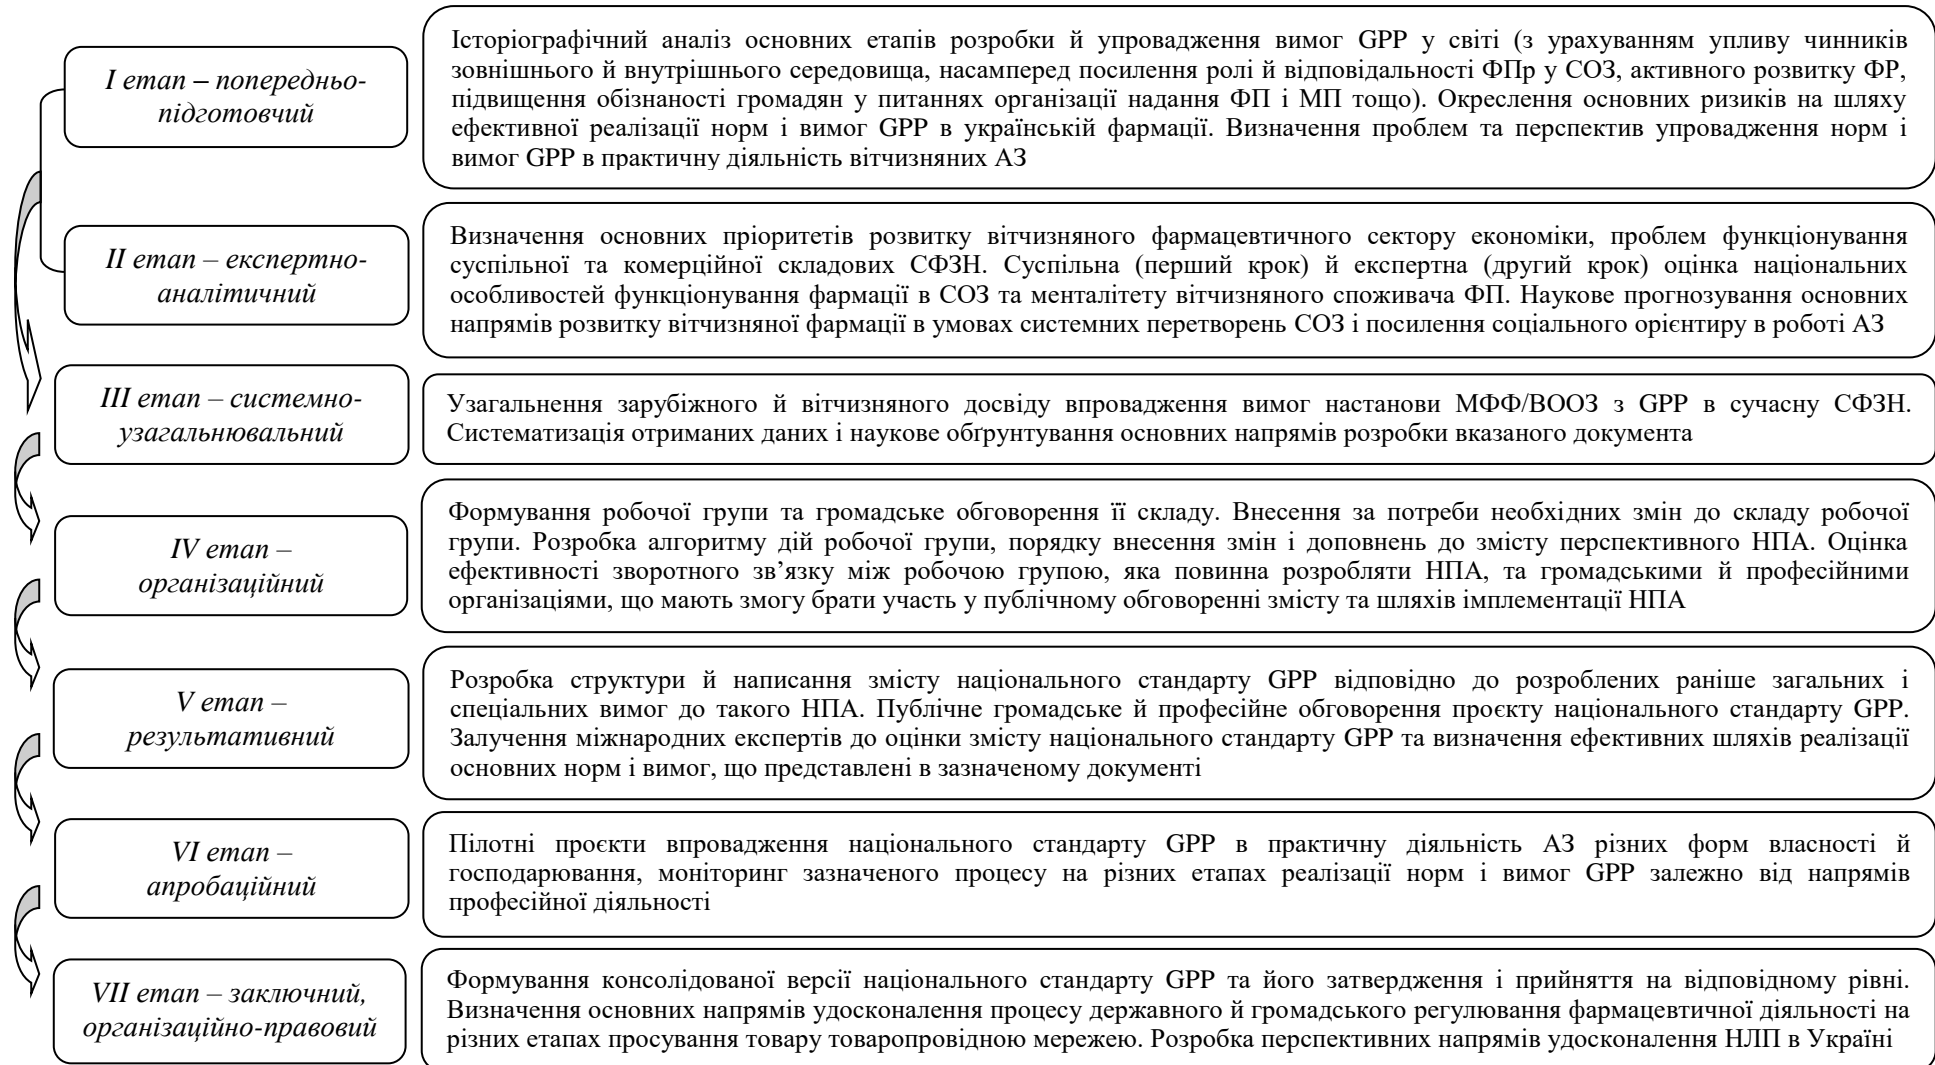 І етап – попередньо-
підготовчий
Історіографічний аналіз основних етапів розробки й упровадження вимог GPP у світі (з урахуванням упливу чинників
зовнішнього й внутрішнього середовища, насамперед посилення ролі й відповідальності ФПр у СОЗ, активного розвитку ФР,
підвищення обізнаності громадян у питаннях організації надання ФП і МП тощо). Окреслення основних ризиків на шляху
ефективної реалізації норм і вимог GPP в українській фармації. Визначення проблем та перспектив упровадження норм і
вимог GPP в практичну діяльність вітчизняних АЗ
ІІ етап – експертно-
аналітичний
Визначення основних пріоритетів розвитку вітчизняного фармацевтичного сектору економіки, проблем функціонування
суспільної та комерційної складових СФЗН. Суспільна (перший крок) й експертна (другий крок) оцінка національних
особливостей функціонування фармації в СОЗ та менталітету вітчизняного споживача ФП. Наукове прогнозування основних
напрямів розвитку вітчизняної фармації в умовах системних перетворень СОЗ і посилення соціального орієнтиру в роботі АЗ
ІІІ етап – системно-
узагальнювальний
Узагальнення зарубіжного й вітчизняного досвіду впровадження вимог настанови МФФ/ВООЗ з GPP в сучасну СФЗН.
Систематизація отриманих даних і наукове обґрунтування основних напрямів розробки вказаного документа
IV етап –
організаційний
Формування робочої групи та громадське обговорення її складу. Внесення за потреби необхідних змін до складу робочої
групи. Розробка алгоритму дій робочої групи, порядку внесення змін і доповнень до змісту перспективного НПА. Оцінка
ефективності зворотного зв’язку між робочою групою, яка повинна розробляти НПА, та громадськими й професійними
організаціями, що мають змогу брати участь у публічному обговоренні змісту та шляхів імплементації НПА
V етап –
результативний
Розробка структури й написання змісту національного стандарту GPP відповідно до розроблених раніше загальних і
спеціальних вимог до такого НПА. Публічне громадське й професійне обговорення проєкту національного стандарту GPP.
Залучення міжнародних експертів до оцінки змісту національного стандарту GPP та визначення ефективних шляхів реалізації
основних норм і вимог, що представлені в зазначеному документі
VI етап –
апробаційний
Пілотні проєкти впровадження національного стандарту GPP в практичну діяльність АЗ різних форм власності й
господарювання, моніторинг зазначеного процесу на різних етапах реалізації норм і вимог GPP залежно від напрямів
професійної діяльності
VII етап – заключний,
організаційно-правовий
Формування консолідованої версії національного стандарту GPP та його затвердження і прийняття на відповідному рівні.
Визначення основних напрямів удосконалення процесу державного й громадського регулювання фармацевтичної діяльності на
різних етапах просування товару товаропровідною мережею. Розробка перспективних напрямів удосконалення НЛП в Україні